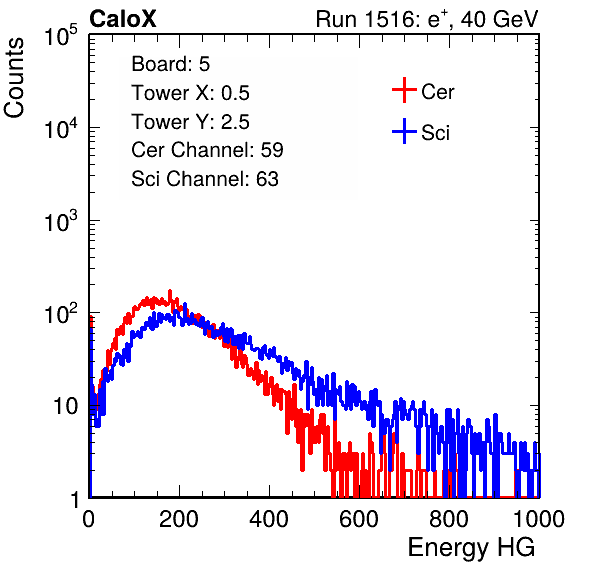 CaloX Run 1516: e⁺, 40 GeV
Counts
Board: 5
Tower X: 0.5
Tower Y: 2.5
Cer Channel: 59
Sci Channel: 63
Cer
Sci
10⁵
10⁴
10³
10²
10
1
0 200 400 600 800 1000
Energy HG